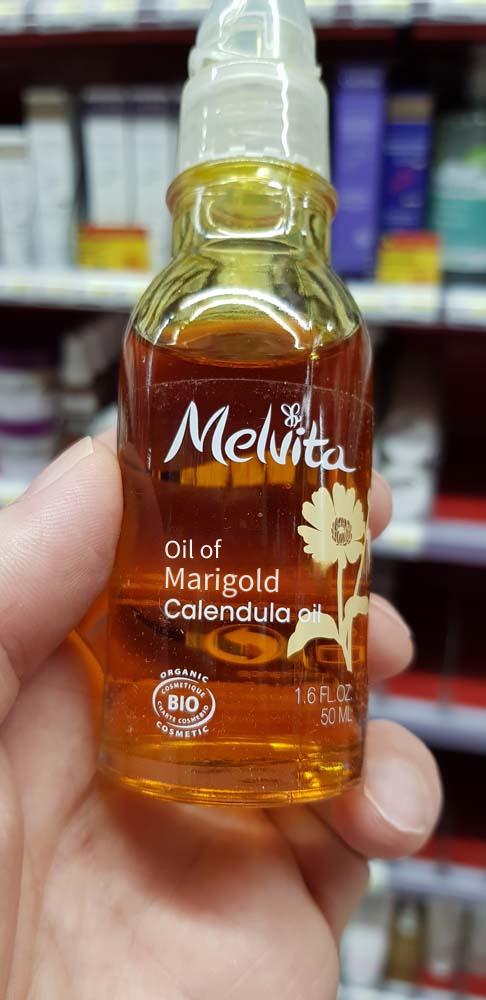 Melvita
Oil of
Marigold
Calendula oil
ORGANIC
COSMETIQUE
BIO
CHARTE COSMEBIO
COSMETIC
1.6 FL.OZ
50 ML